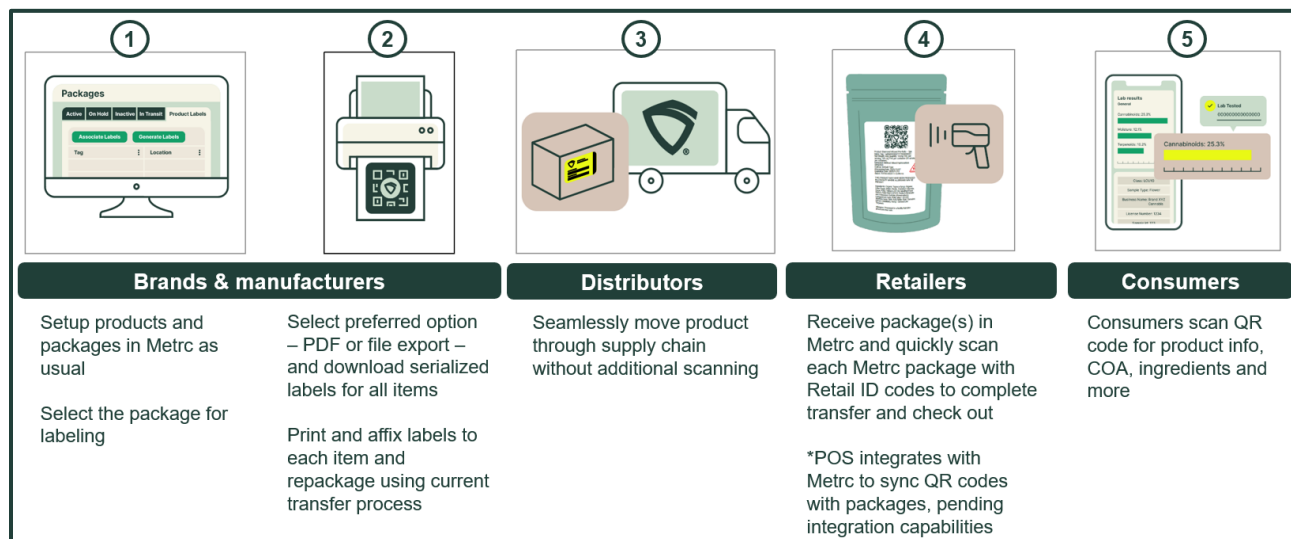 1
2
3
4
5
Packages
Active On Hold Inactive In Transit Product Labels
Associate Labels Generate Labels
Tag Location
®
Lab results
Lab Tested
Cannabinoids: 25.3%
Brands & manufacturers
Distributors
Retailers
Consumers
Setup products and
packages in Metrc as
usual
Select the package for
labeling
Select preferred option
– PDF or file export –
and download serialized
labels for all items
Print and affix labels to
each item and
repackage using current
transfer process
Seamlessly move product
through supply chain
without additional scanning
Receive package(s) in
Metrc and quickly scan
each Metrc package with
Retail ID codes to complete
transfer and check out
*POS integrates with
Metrc to sync QR codes
with packages, pending
integration capabilities
Consumers scan QR
code for product info,
COA, ingredients and
more